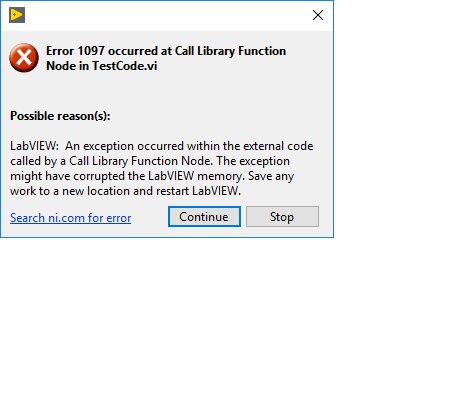 Error 1097 occurred at Call Library Function
Node in TestCode.vi
Possible reason(s):
LabVIEW:  An exception occurred within the external code
called by a Call Library Function Node. The exception
might have corrupted the LabVIEW memory. Save any
work to a new location and restart LabVIEW.
Search ni.com for error
Continue
Stop